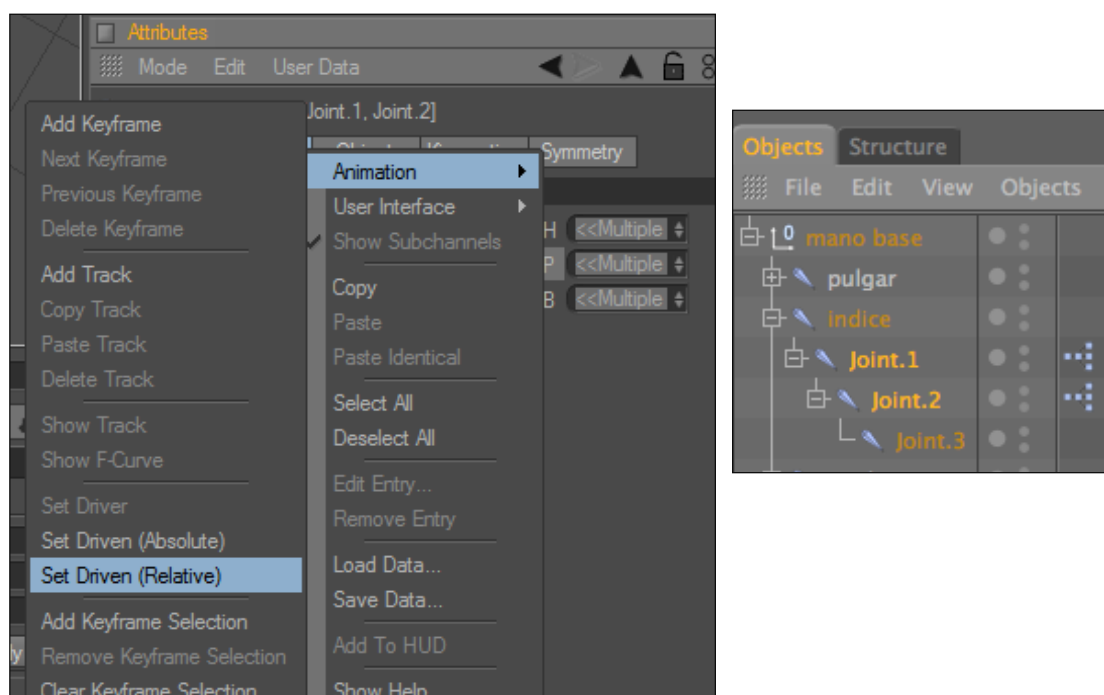 Attributes
Mode Edit User Data
Joint.1, Joint.2]
Symmetry
Add Keyframe
Next Keyframe
Previous Keyframe
Delete Keyframe
Add Track
Copy Track
Paste Track
Delete Track
Show Track
Show F-Curve
Set Driver
Set Driven (Absolute)
Set Driven (Relative)
Add Keyframe Selection
Remove Keyframe Selection
Clear Keyframe Selection
Animation
User Interface
Show Subchannels
Copy
Paste
Paste Identical
Select All
Deselect All
Edit Entry...
Remove Entry
Load Data...
Save Data...
Add To HUD
Show Help
H <<Multiple
P <<Multiple
B <<Multiple
Objects Structure
File Edit View Objects
0 mano base
pulgar
indice
Joint.1
Joint.2
Joint.3